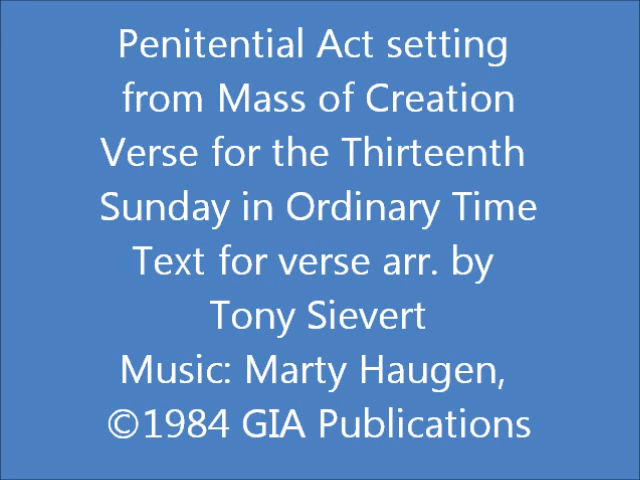 Penitential Act setting
from Mass of Creation
Verse for the Thirteenth
Sunday in Ordinary Time
Text for verse arr. by
Tony Sievert
Music: Marty Haugen,
©1984 GIA Publications